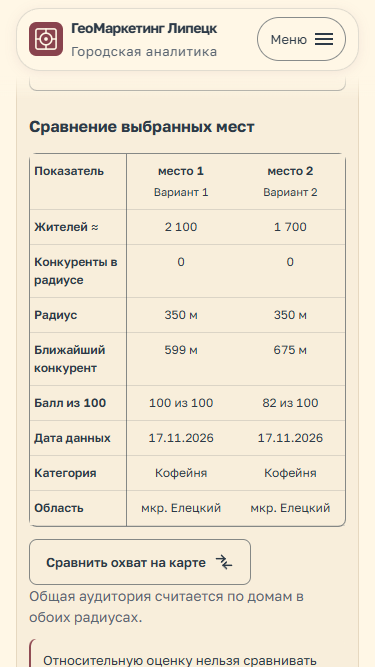 ГеоМаркетинг Липецк
Городская аналитика
Меню
Сравнение выбранных мест
Показатель место 1 место 2
Вариант 1 Вариант 2
Жителей ≈ 2 100 1 700
Конкуренты в 0 0
радиусе
Радиус 350 м 350 м
Ближайший 599 м 675 м
конкурент
Балл из 100 100 из 100 82 из 100
Дата данных 17.11.2026 17.11.2026
Категория Кофейня Кофейня
Область мкр. Елецкий мкр. Елецкий
Сравнить охват на карте
Общая аудитория считается по домам в
обоих радиусах.
Относительную оценку нельзя сравнивать